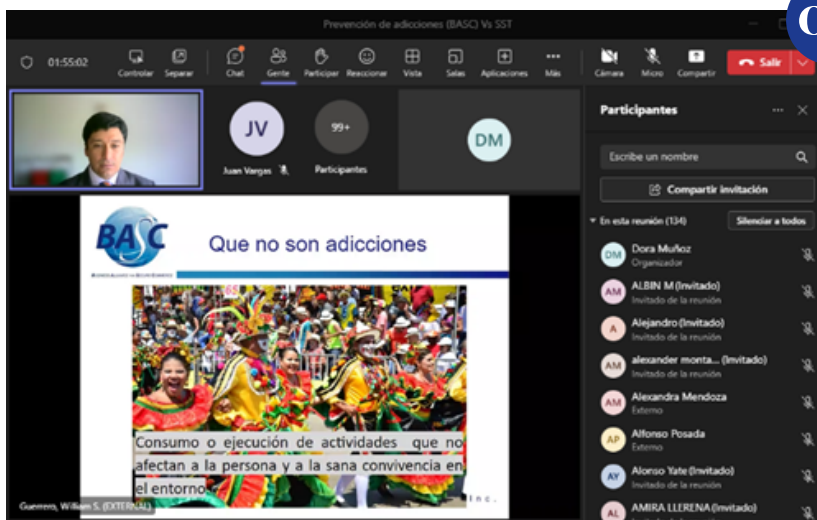 Prevención de adicciones (BASC) Vs SST
01:55:02
Controlar
Separar
Chat
Gente
Participar
Reaccionar
Vista
Salas
Aplicaciones
Más
Cámara
Micro
Compartir
Salir
JV
Juan Vargas
99+
Participantes
DM
BASC
Que no son adicciones
Consumo o ejecución de actividades que no
afectan a la persona y a la sana convivencia en
el entorno
Inc.
Guerrero, William S. (EXTERNAL)
Participantes
Escribe un nombre
Compartir invitación
En esta reunión (134)
Silenciar a todos
DM
Dora Muñoz
Organizador
AM
ALBIN M (Invitado)
Invitado de la reunión
A
Alejandro (Invitado)
Invitado de la reunión
AM
alexander monta... (Invitado)
Invitado de la reunión
AM
Alexandra Mendoza
Externo
AP
Alfonso Posada
Externo
AY
Alonso Yate (Invitado)
Invitado de la reunión
AL
AMIRA LLERENA (Invitado)
Invitado de la reunión